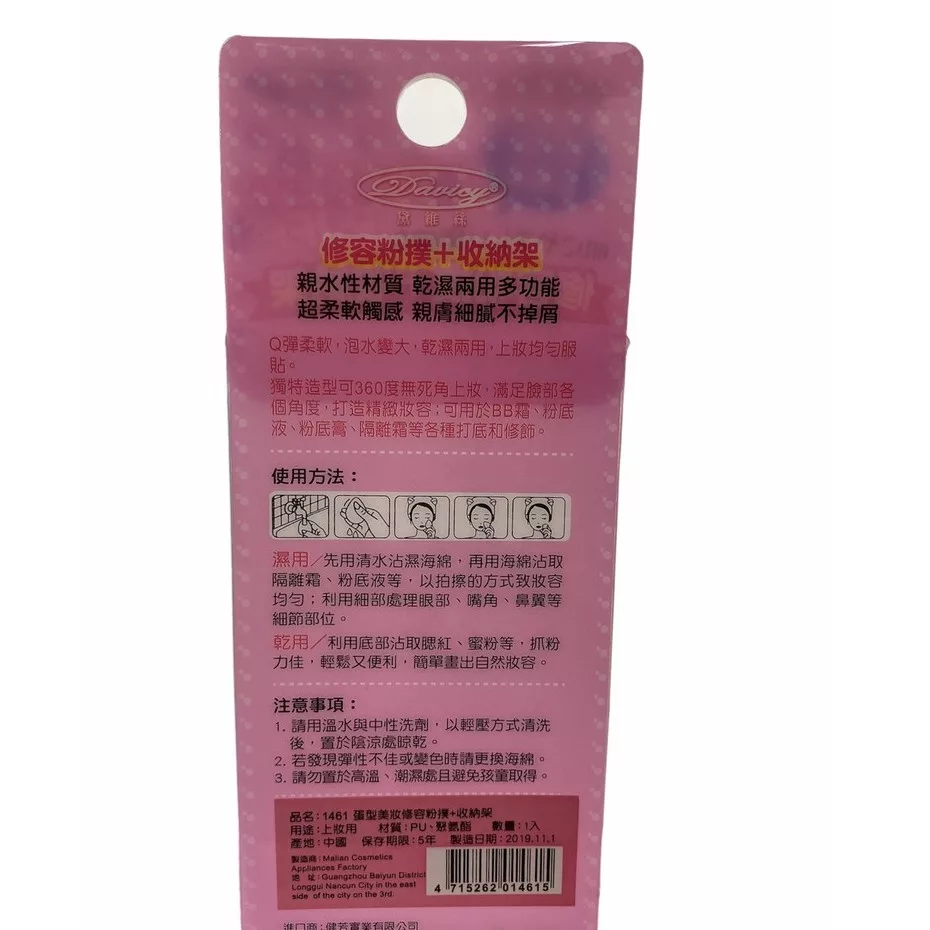 Davicy®
黛維絲
修容粉撲+收納架
親水性材質 乾濕兩用多功能
超柔軟觸感 親膚細膩不掉屑
Q彈柔軟,泡水變大,乾濕兩用,上妝均勻服
貼。
獨特造型可360度無死角上妝,滿足臉部各
個角度,打造精緻妝容;可用於BB霜、粉底
液、粉底膏、隔離霜等各種打底和修飾。
使用方法:
濕用/先用清水沾濕海綿,再用海綿沾取
隔離霜、粉底液等,以拍擦的方式致妝容
均勻;利用細部處理眼部、嘴角、鼻翼等
細節部位。
乾用/利用底部沾取腮紅、蜜粉等,抓粉
力佳,輕鬆又便利,簡單畫出自然妝容。
注意事項:
1. 請用溫水與中性洗劑,以輕壓方式清洗
後,置於陰涼處晾乾。
2. 若發現彈性不佳或變色時請更換海綿。
3. 請勿置於高溫、潮濕處且避免孩童取得。
品名:1461 蛋型美妝修容粉撲+收納架
用途:上妝用 材質:PU、聚氨酯 數量:1入
產地:中國 保存期限:5年 製造日期:2019.11.1
製造商:Malian Cosmetics
Appliances Factory
地 址:Guangzhou Baiyun District
Longgui Nancun City in the east
side of the city on the 3rd.
4 715262 014615
進口商:健芳實業有限公司